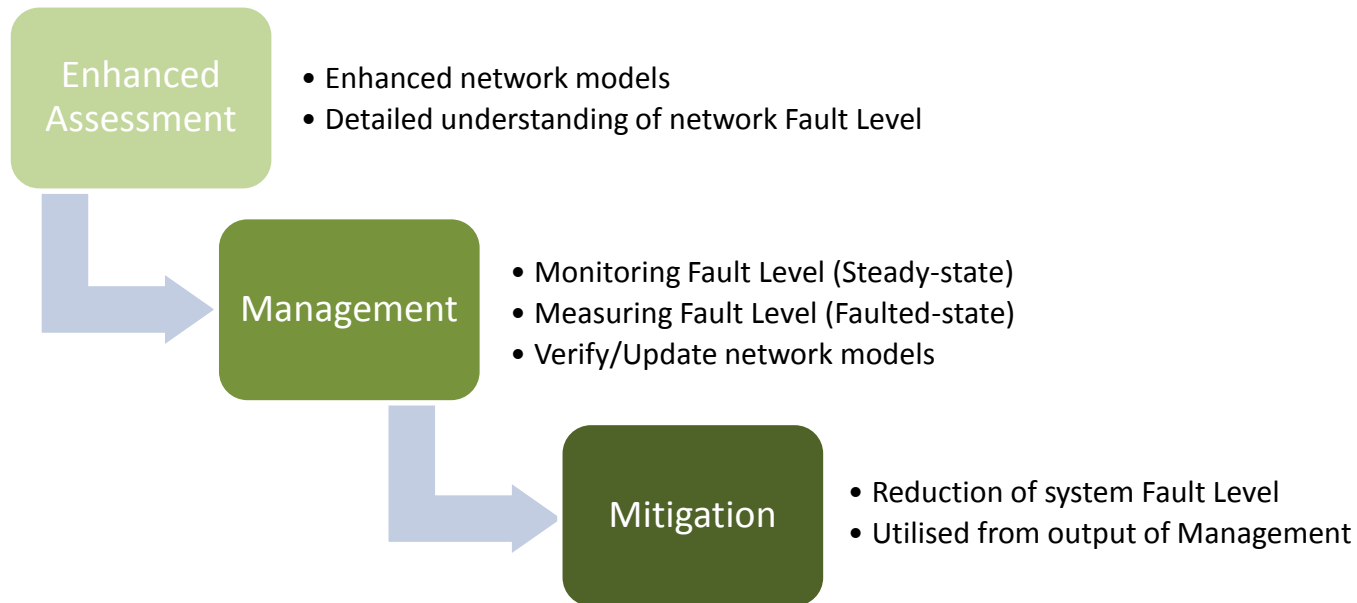 Enhanced
Assessment
• Enhanced network models
• Detailed understanding of network Fault Level
Management
• Monitoring Fault Level (Steady-state)
• Measuring Fault Level (Faulted-state)
• Verify/Update network models
Mitigation
• Reduction of system Fault Level
• Utilised from output of Management